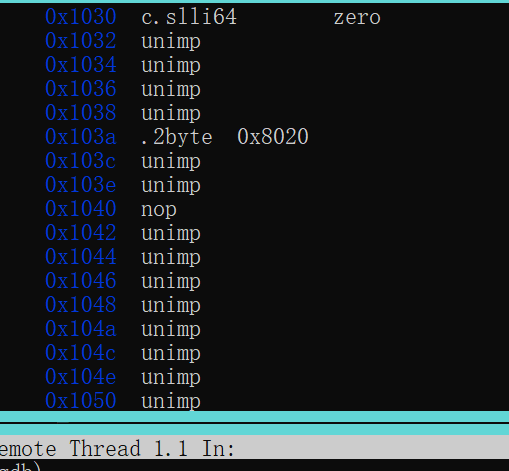 0x1030 c.slli64 zero
0x1032 unimp
0x1034 unimp
0x1036 unimp
0x1038 unimp
0x103a .2byte 0x8020
0x103c unimp
0x103e unimp
0x1040 nop
0x1042 unimp
0x1044 unimp
0x1046 unimp
0x1048 unimp
0x104a unimp
0x104c unimp
0x104e unimp
0x1050 unimp
emote Thread 1.1 In:
gdb)